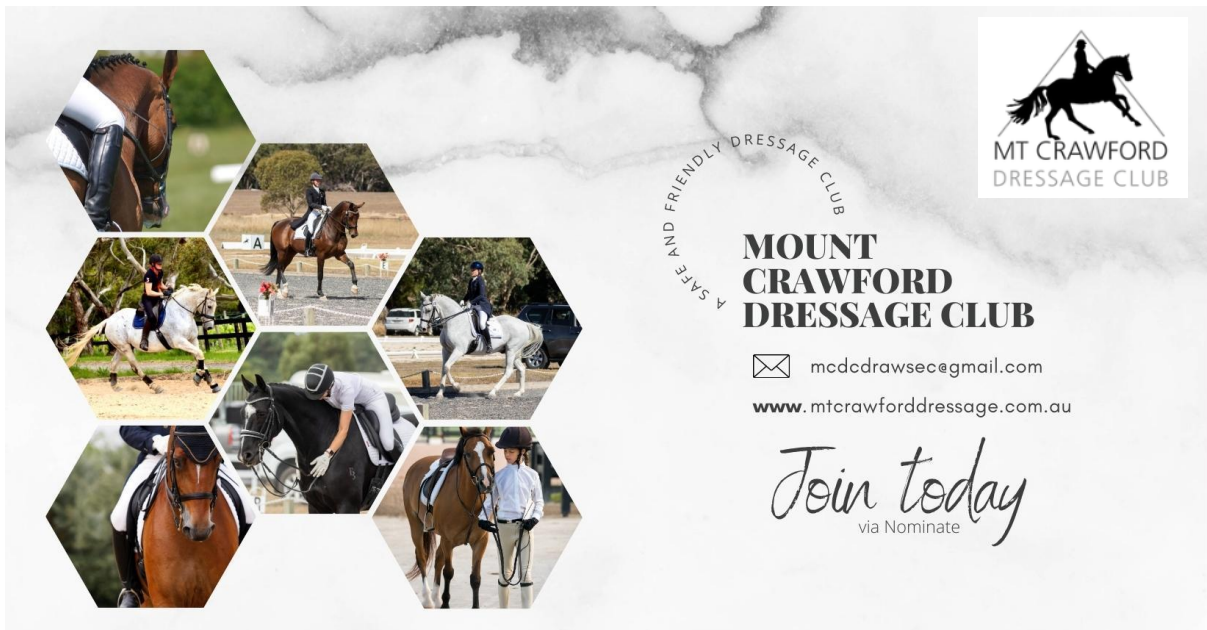 MT CRAWFORD
DRESSAGE CLUB
A SAFE AND FRIENDLY DRESSAGE CLUB
MOUNT
CRAWFORD
DRESSAGE CLUB
mcdcdrawsec@gmail.com
www.mtcrawforddressage.com.au
Join today
via Nominate
A